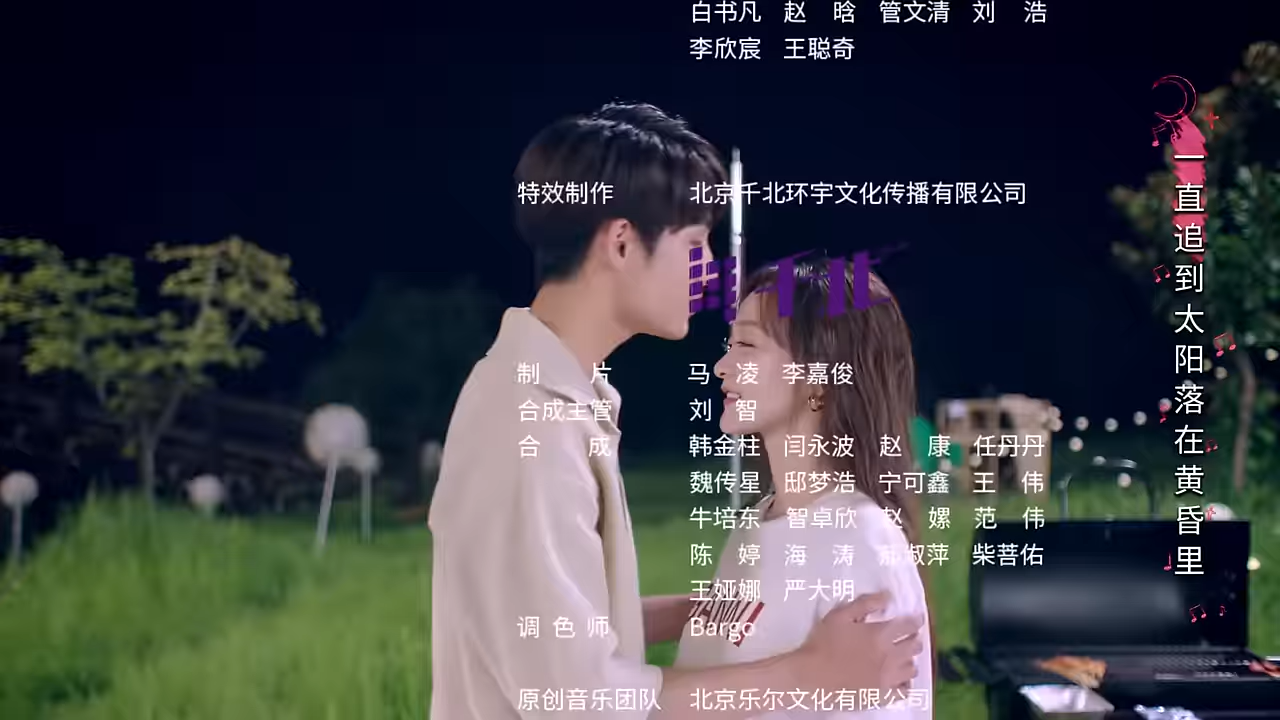 白书凡 赵 晗 管文清 刘 浩
李欣宸 王聪奇
特效制作 北京千北环宇文化传播有限公司
千北
制 片 马 凌 李嘉俊
合成主管 刘 智
合 成 韩金柱 闫永波 赵 康 任丹丹
魏传星 邸梦浩 宁可鑫 王 伟
牛培东 智卓欣 赵 嫘 范 伟
陈 婷 海 涛 淑萍 柴菩佑
王娅娜 严大明
调色师 Bargo
原创音乐团队 北京乐尔文化有限公司
一直追到太阳落在黄昏里